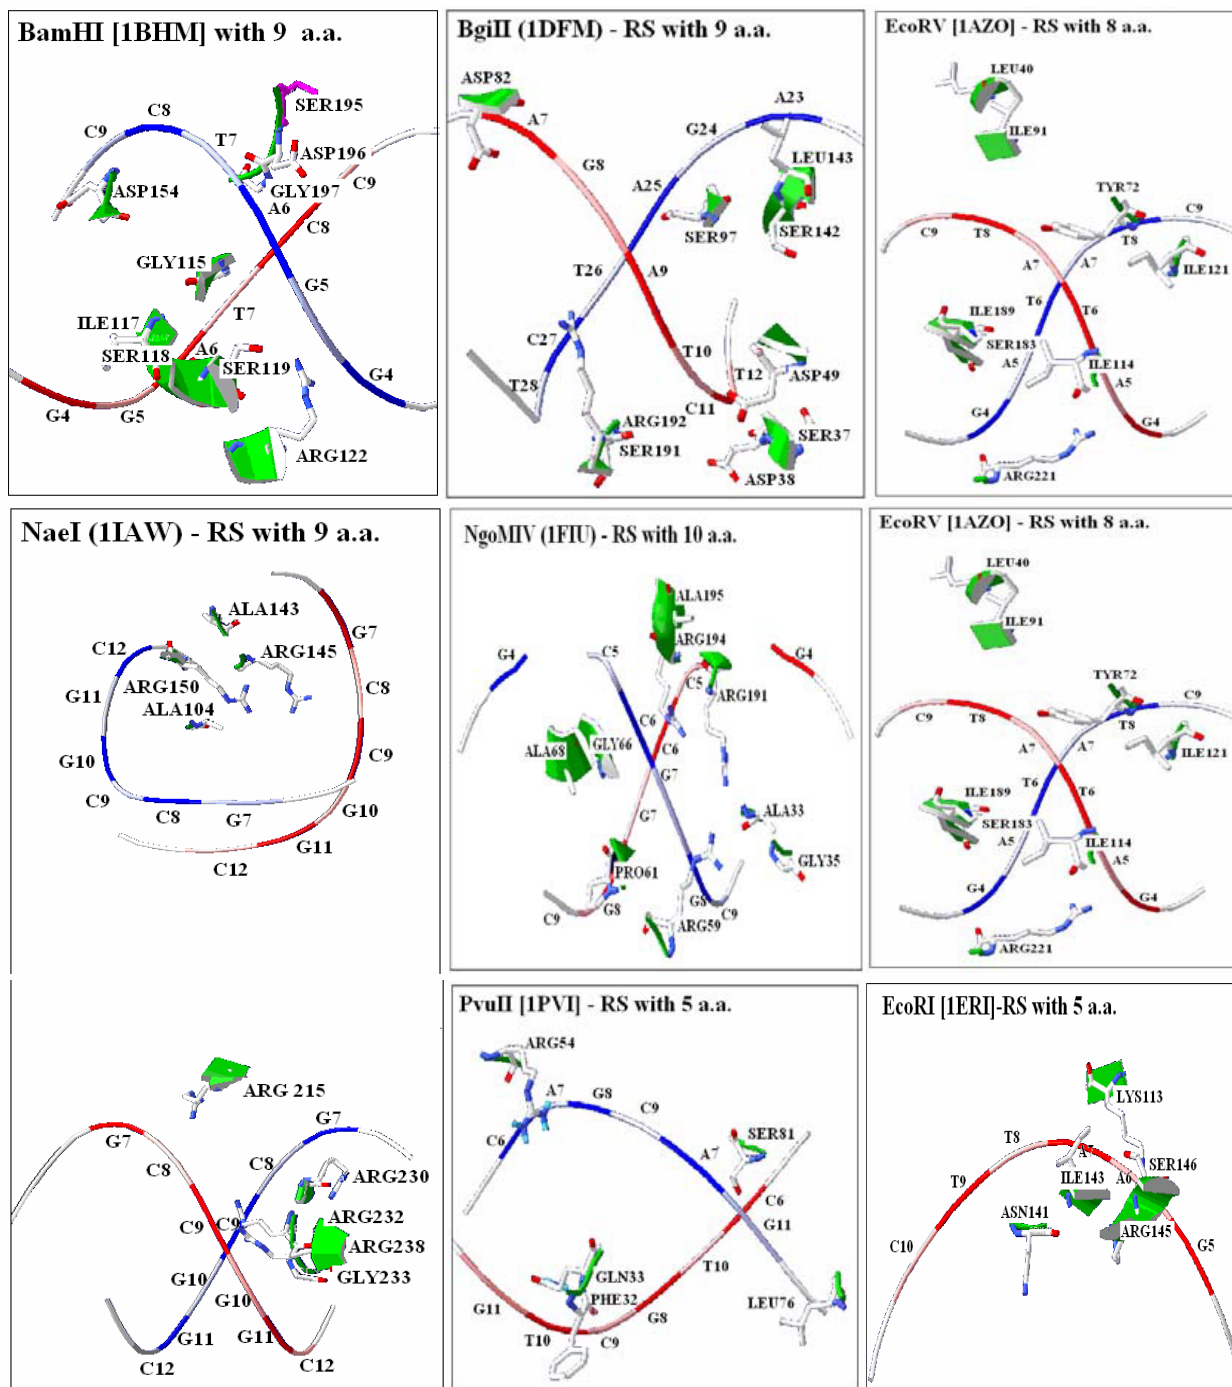 BamHI [1BHM] with 9 a.a.
SER195
C8
C9
T7
ASP196
C9
ASP154
GLY197
A6
C8
GLY115
G5
ILE117
T7
SER118
A6
SER119
G4
G4
G5
ARG122
BgiII (1DFM) - RS with 9 a.a.
ASP82
A23
A7
G24
G8
LEU143
A25
SER97
SER142
T26
A9
C27
T10
T12
ASP49
T28
C11
ARG192
SER37
SER191
ASP38
EcoRV [1AZO] - RS with 8 a.a.
LEU40
ILE91
TYR72
C9
C9
T8
T8
A7
A7
ILE121
T6
T6
ILE189
SER183
A5
ILE114
A5
G4
G4
ARG221
NaeI (1IAW) - RS with 9 a.a.
ALA143
G7
C12
ARG145
ARG150
C8
G11
ALA104
G10
C9
C9
C8
G7
G10
G11
C12
NgoMIV (1FIU) - RS with 10 a.a.
ALA195
ARG194
G4
C5
G4
C5
ARG191
C6
ALA68
GLY66
C6
G7
G7
ALA33
PRO61
GLY35
G8
C9
G8
C9
ARG59
EcoRV [1AZO] - RS with 8 a.a.
LEU40
ILE91
TYR72
C9
C9
T8
T8
A7
A7
ILE121
T6
T6
ILE189
SER183
A5
ILE114
A5
G4
G4
ARG221
ARG 215
G7
G7
C8
C8
ARG230
C9
C9
ARG232
ARG238
G10
GLY233
G10
G11
G11
C12
C12
PvuII [1PVI] - RS with 5 a.a.
ARG54
A7
G8
C9
C6
A7
SER81
C6
G11
GLN33
T10
PHE32
LEU76
G11
G8
T10
C9
EcoRI [1ERI]-RS with 5 a.a.
LYS113
T8
A7
SER146
T9
ILE143
A6
ASN141
ARG145
C10
G5